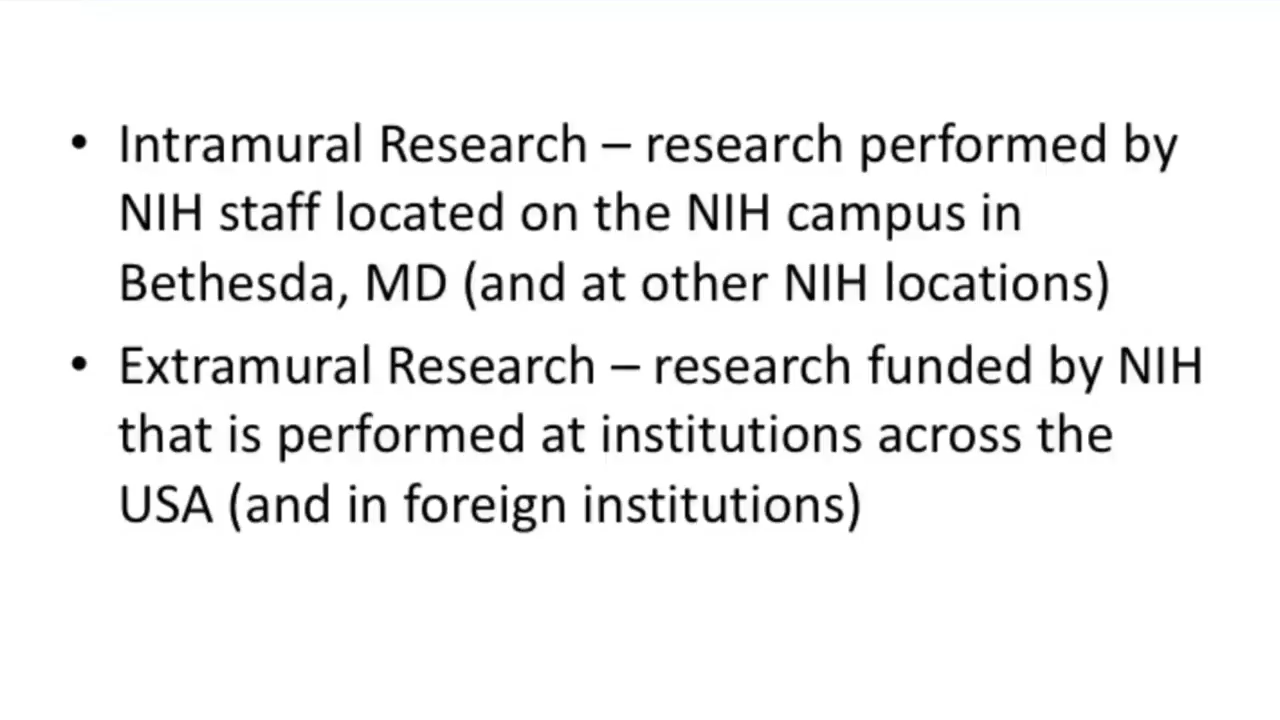 • Intramural Research – research performed by
NIH staff located on the NIH campus in
Bethesda, MD (and at other NIH locations)
• Extramural Research – research funded by NIH
that is performed at institutions across the
USA (and in foreign institutions)